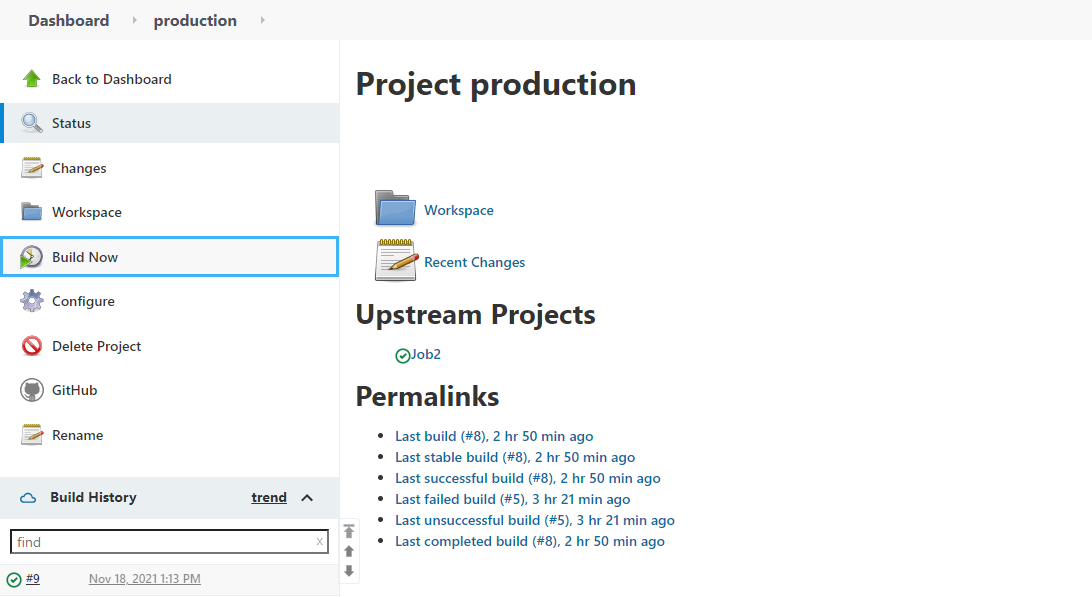 Dashboard production
Back to Dashboard
Status
Changes
Workspace
Build Now
Configure
Delete Project
GitHub
Rename
Build History trend
find x
#9 Nov 18, 2021 1:13 PM
Project production
Workspace
Recent Changes
Upstream Projects
Job2
Permalinks
Last build (#8), 2 hr 50 min ago
Last stable build (#8), 2 hr 50 min ago
Last successful build (#8), 2 hr 50 min ago
Last failed build (#5), 3 hr 21 min ago
Last unsuccessful build (#5), 3 hr 21 min ago
Last completed build (#8), 2 hr 50 min ago